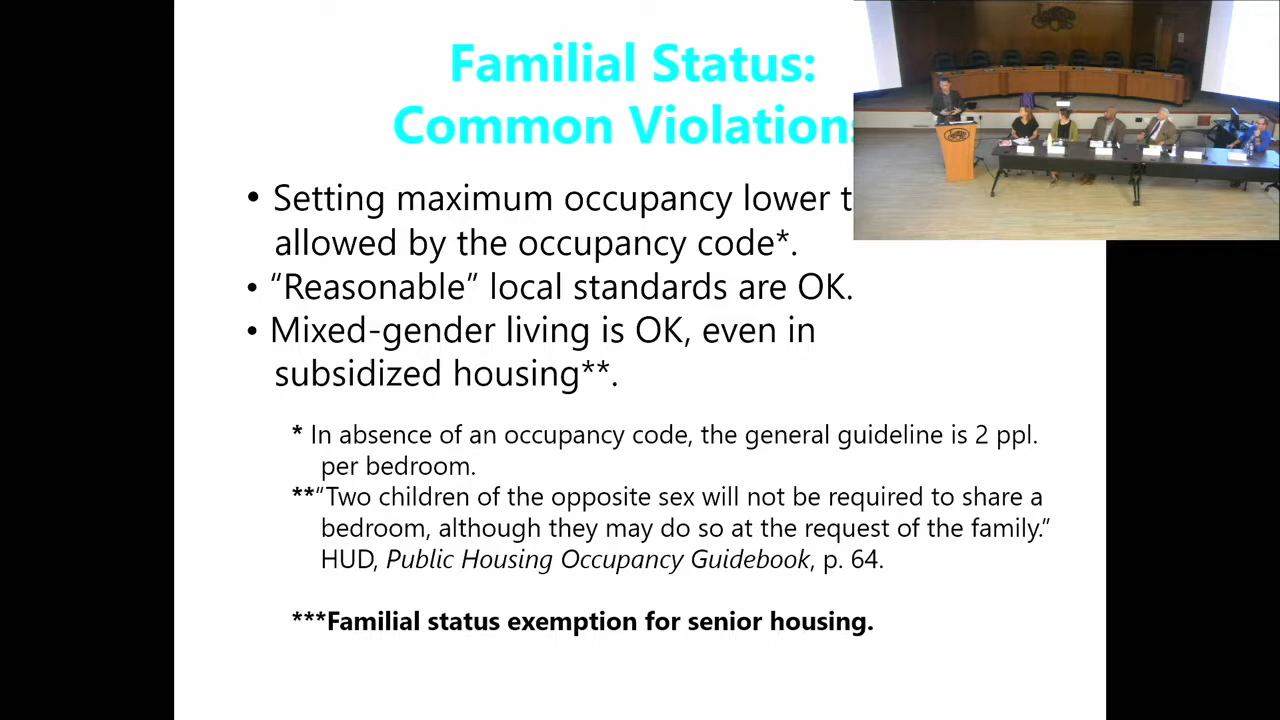 Familial Status:
Common Violation
• Setting maximum occupancy lower t
allowed by the occupancy code*.
• “Reasonable” local standards are OK.
• Mixed-gender living is OK, even in
subsidized housing**.
* In absence of an occupancy code, the general guideline is 2 ppl.
per bedroom.
**“Two children of the opposite sex will not be required to share a
bedroom, although they may do so at the request of the family.”
HUD, Public Housing Occupancy Guidebook, p. 64.
***Familial status exemption for senior housing.